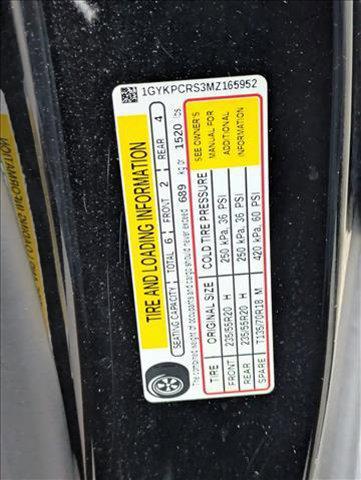 1GYKPCRS3MZ165952
TIRE AND LOADING INFORMATION
SEATING CAPACITY TOTAL 6 FRONT 2 REAR 4
The combined weight of occupants and cargo should never exceed 689 kg or 1520 lbs.
TIRE ORIGINAL SIZE COLD TIRE PRESSURE SEE OWNER'S MANUAL FOR ADDITIONAL INFORMATION
FRONT 235/55R20 H 250 kPa, 36 PSI
REAR 235/55R20 H 250 kPa, 36 PSI
SPARE T135/70R18 M 420 kPa, 60 PSI